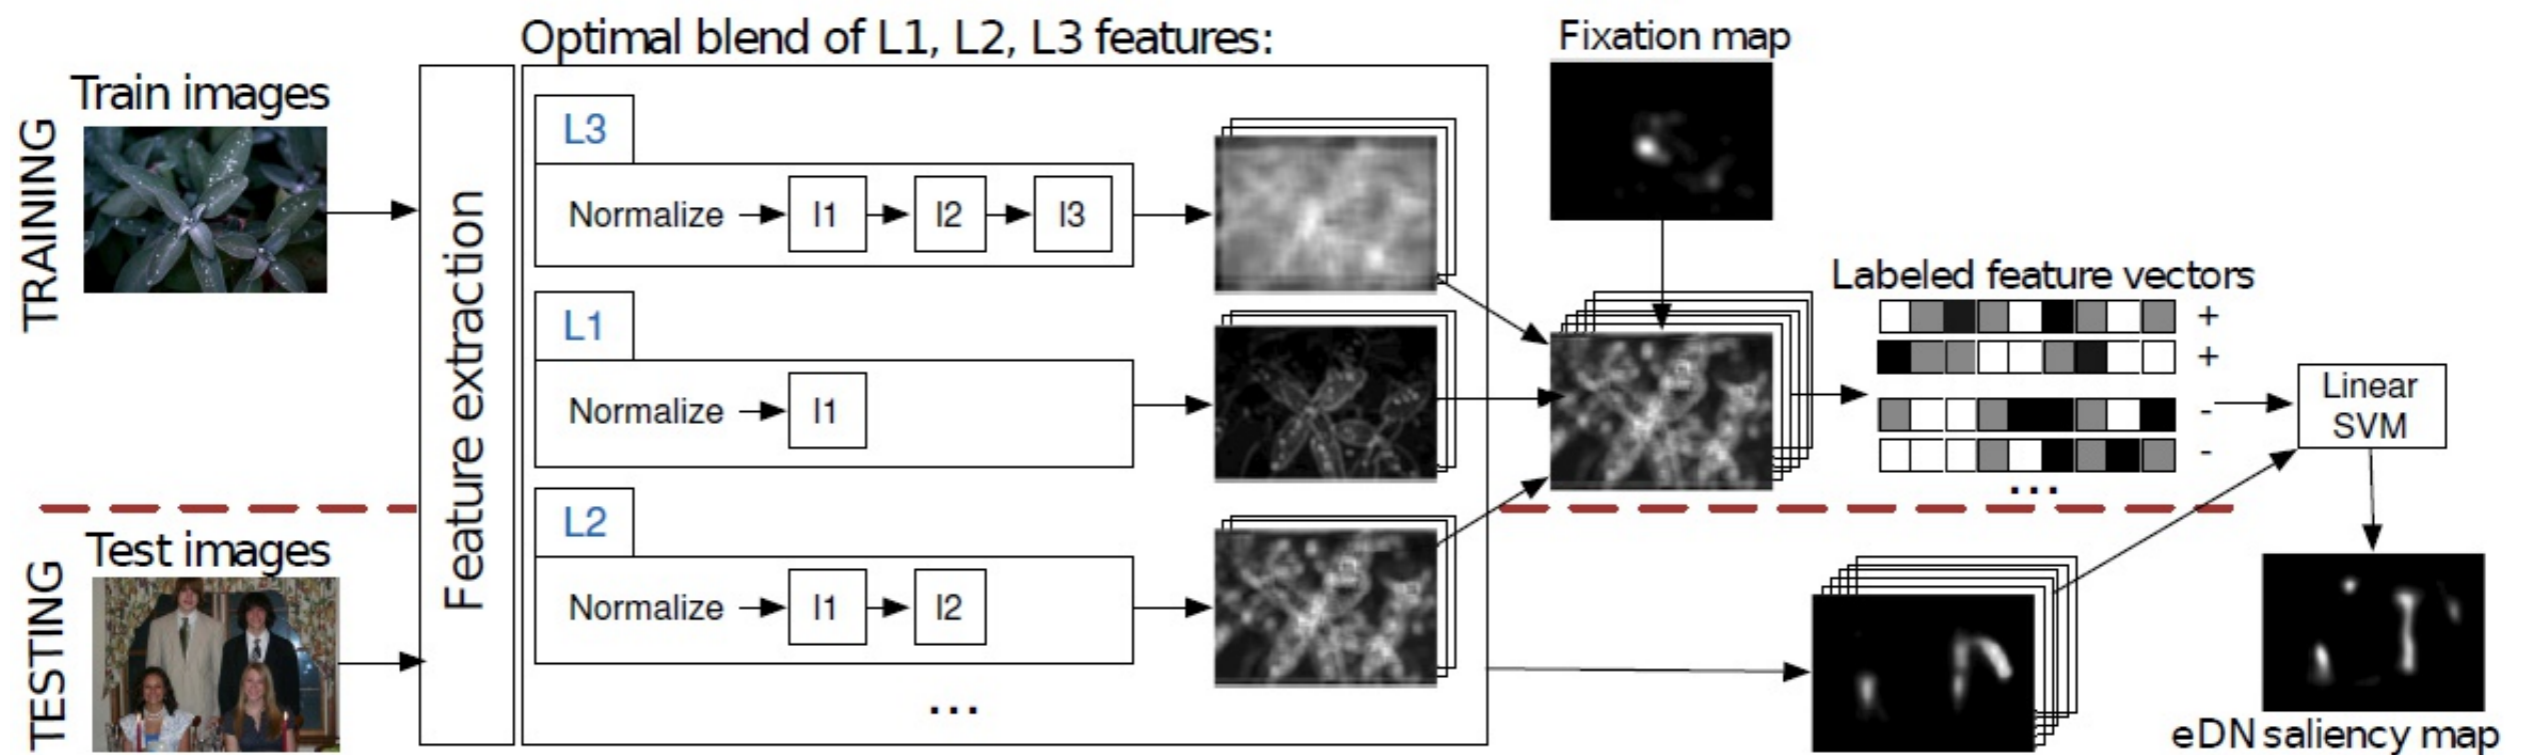 Optimal blend of L1, L2, L3 features:
Fixation map
Train images
TRAINING
L3
Normalize
l1
l2
l3
Feature extraction
Labeled feature vectors
+
+
-
-
...
L1
Normalize
l1
Linear
SVM
L2
Normalize
l1
l2
...
Test images
TESTING
eDN saliency map